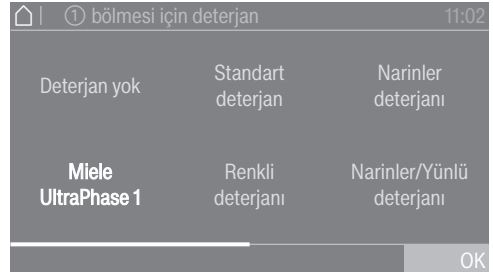 ① bölmesi için deterjan 11:02
Deterjan yok
Standart
deterjan
Narinler
deterjanı
Miele
UltraPhase 1
Renkli
deterjanı
Narinler/Yünlü
deterjanı
OK